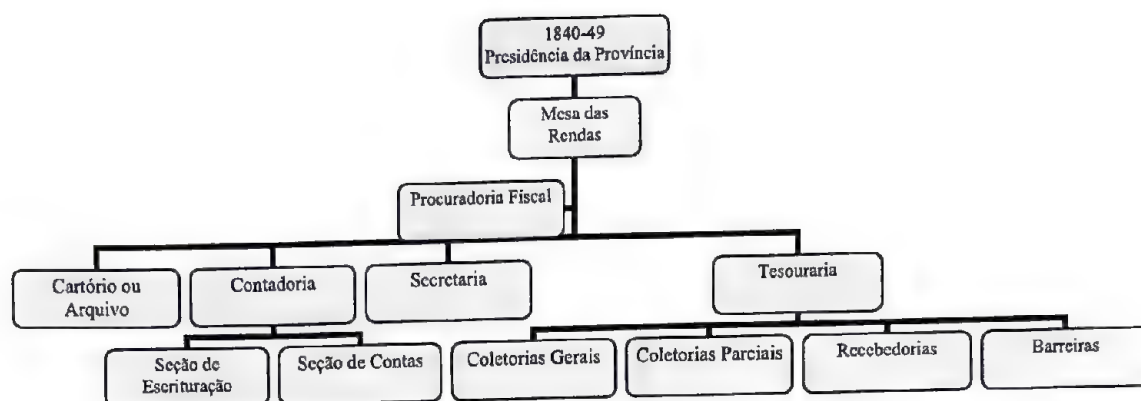 1840-49
Presidência da Província
Mesa das
Rendas
Procuradoria Fiscal
Cartório ou
Arquivo
Contadoria
Secretaria
Tesouraria
Seção de
Escrituração
Seção de Contas
Coletorias Gerais
Coletorias Parciais
Recebedorias
Barreiras